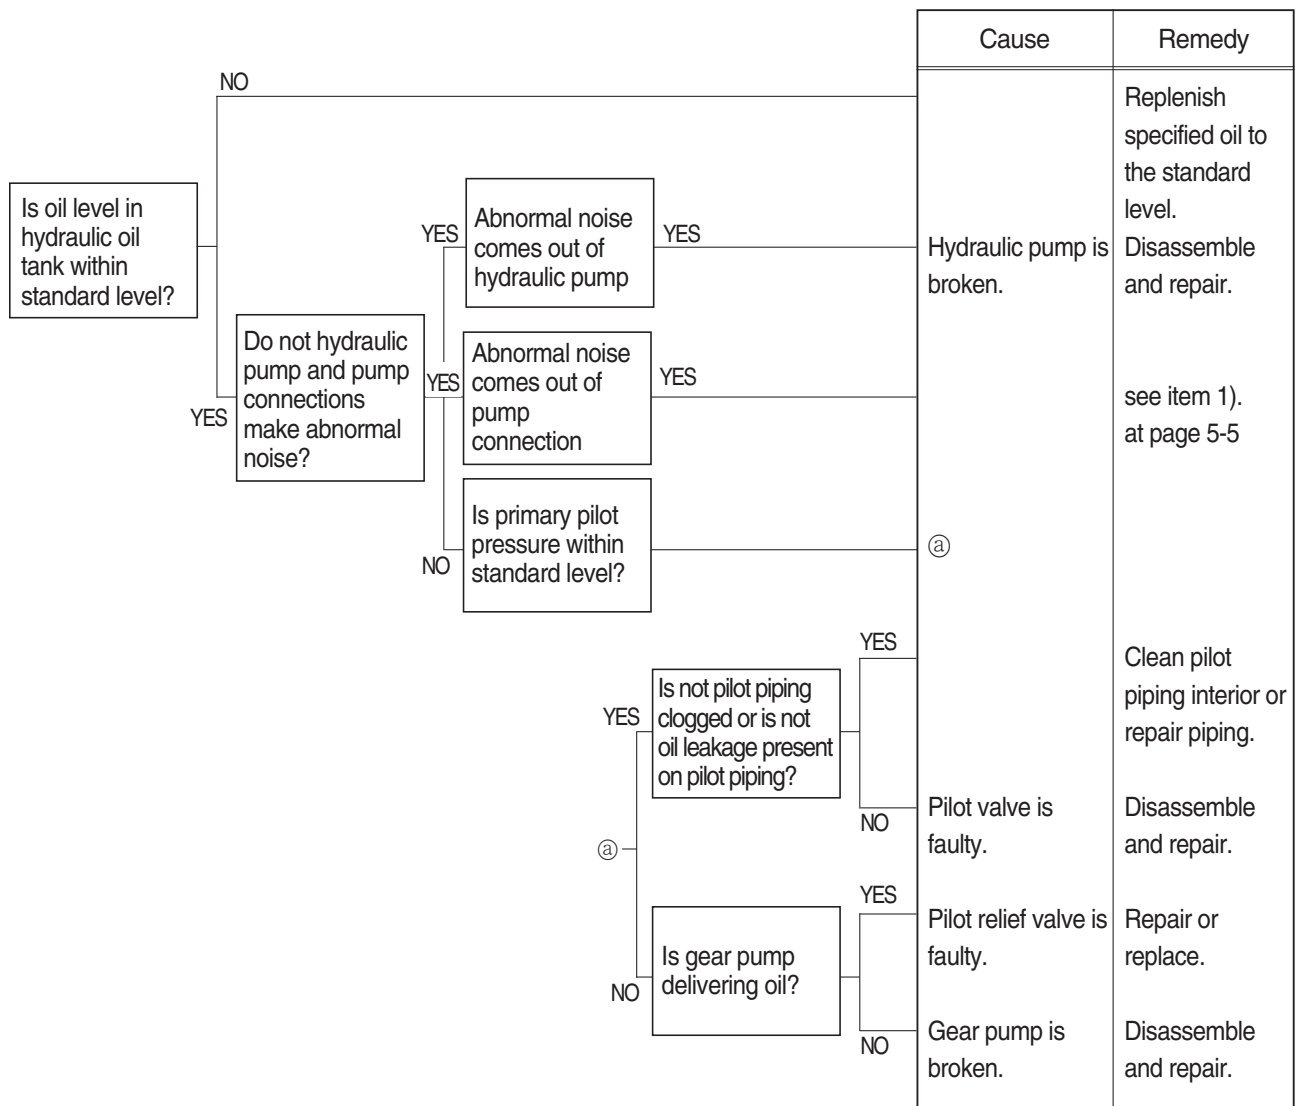 Cause
Remedy
NO
Replenish
specified oil to
the standard
level.
Is oil level in
hydraulic oil
tank within
standard level?
YES
Abnormal noise
comes out of
hydraulic pump
YES
Hydraulic pump is
broken.
Disassemble
and repair.
YES
Do not hydraulic
pump and pump
connections
make abnormal
noise?
YES
Abnormal noise
comes out of
pump
connection
YES
see item 1).
at page 5-5
NO
Is primary pilot
pressure within
standard level?
ⓐ
ⓐ
YES
Is not pilot piping
clogged or is not
oil leakage present
on pilot piping?
YES
Clean pilot
piping interior or
repair piping.
NO
Pilot valve is
faulty.
Disassemble
and repair.
NO
Is gear pump
delivering oil?
YES
Pilot relief valve is
faulty.
Repair or
replace.
NO
Gear pump is
broken.
Disassemble
and repair.